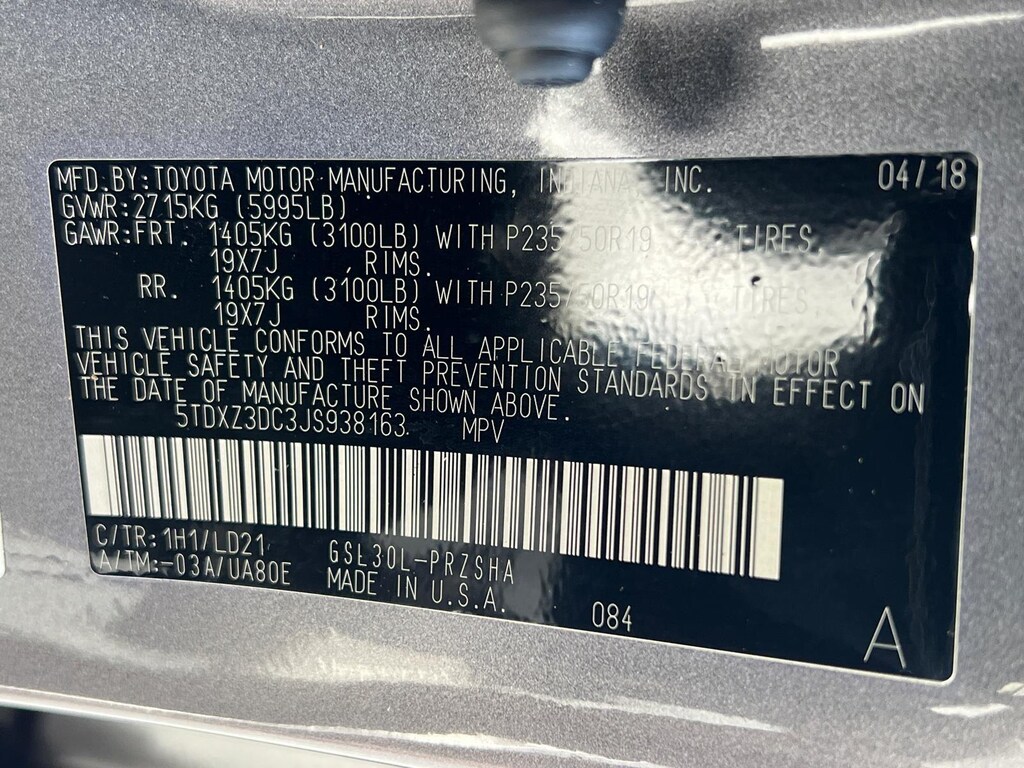 MFD.BY:TOYOTA MOTOR MANUFACTURING, INDIANA, INC. 04/18
GVWR:2715KG (5995LB)
GAWR:FRT. 1405KG (3100LB) WITH P235/50R19 TIRES
19X7J RIMS.
RR. 1405KG (3100LB) WITH P235/50R19 TIRES
19X7J RIMS.
THIS VEHICLE CONFORMS TO ALL APPLICABLE FEDERAL MOTOR
VEHICLE SAFETY AND THEFT PREVENTION STANDARDS IN EFFECT ON
THE DATE OF MANUFACTURE SHOWN ABOVE.
5TDXZ3DC3JS938163 MPV
C/TR:1H1/LD21 GSL30L-PRZSHA
A/TM:-03A/UA80E MADE IN U.S.A. 084
A